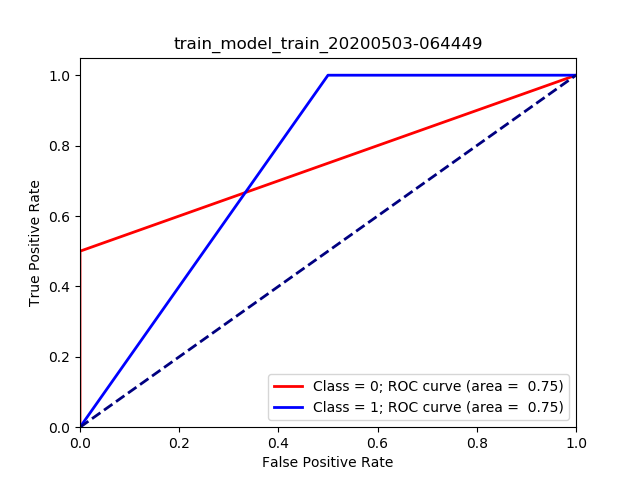 train_model_train_20200503-064449
1.0
0.8
0.6
0.4
0.2
0.0
True Positive Rate
Class = 0; ROC curve (area =  0.75)
Class = 1; ROC curve (area =  0.75)
0.0 0.2 0.4 0.6 0.8 1.0
False Positive Rate